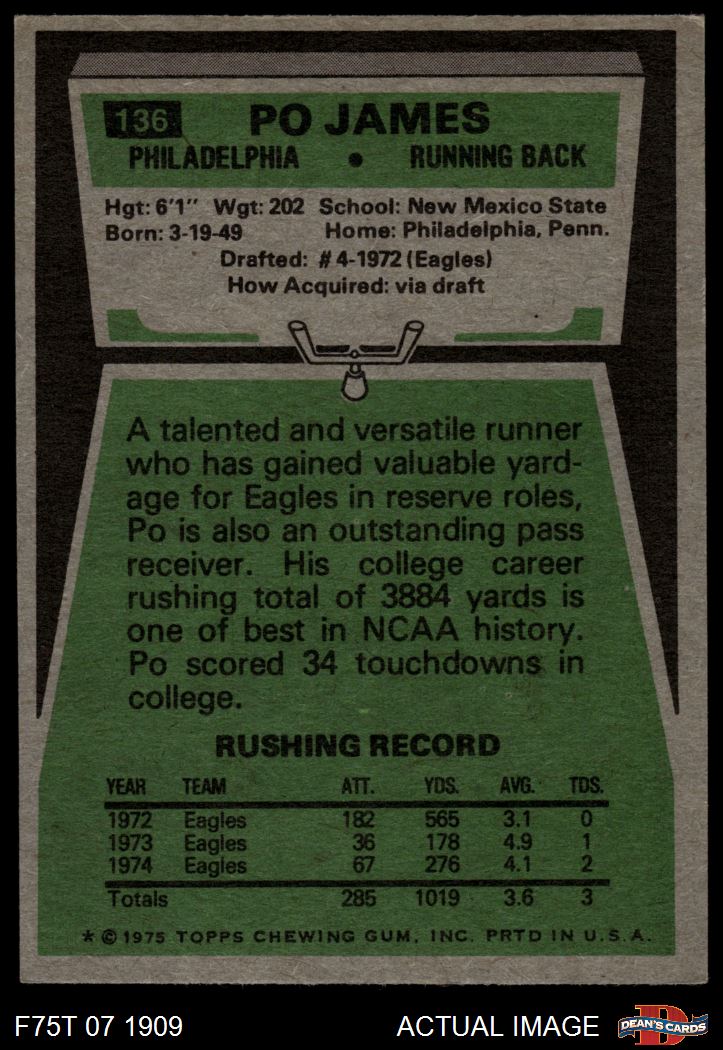 136 PO JAMES
PHILADELPHIA • RUNNING BACK
Hgt: 6'1" Wgt: 202 School: New Mexico State
Born: 3-19-49 Home: Philadelphia, Penn.
Drafted: #4-1972 (Eagles)
How Acquired: via draft
A talented and versatile runner
who has gained valuable yard-
age for Eagles in reserve roles,
Po is also an outstanding pass
receiver. His college career
rushing total of 3884 yards is
one of best in NCAA history.
Po scored 34 touchdowns in
college.
RUSHING RECORD
YEAR TEAM ATT. YDS. AVG. TDS.
1972 Eagles 182 565 3.1 0
1973 Eagles 36 178 4.9 1
1974 Eagles 67 276 4.1 2
Totals 285 1019 3.6 3
* © 1975 TOPPS CHEWING GUM, INC. PRTD IN U.S.A.
F75T 07 1909 ACTUAL IMAGE D DEAN'S CARDS